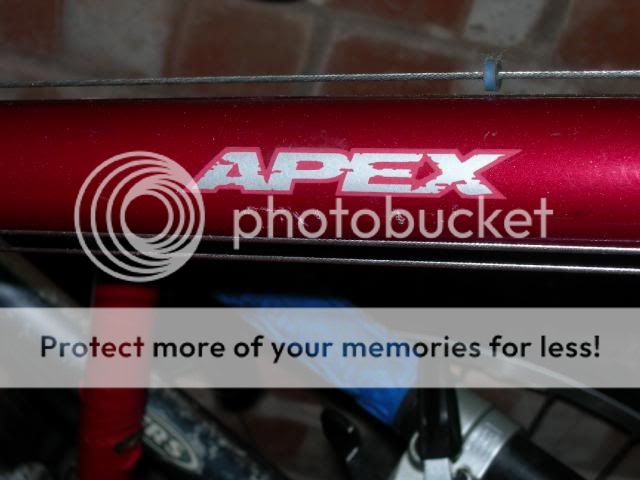 APEX
photobucket
Protect more of your memories for less!